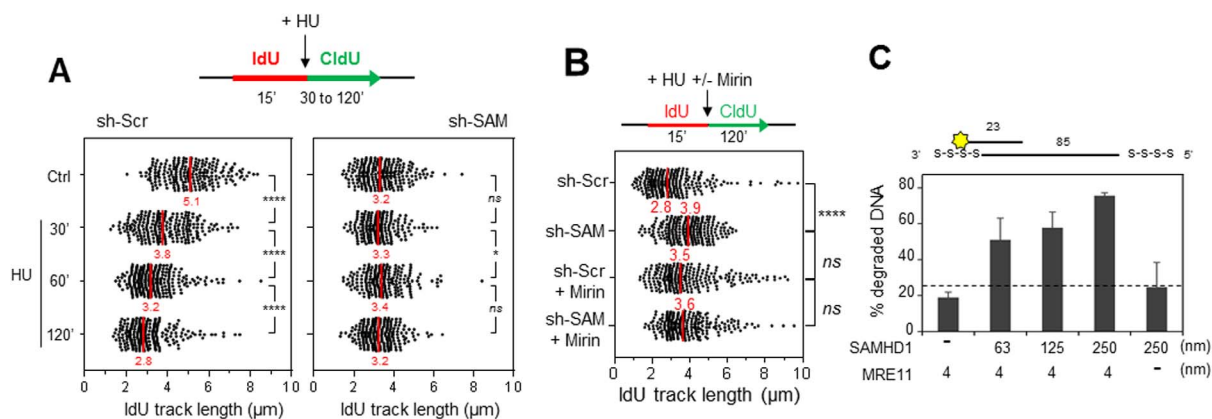 A
+ HU
IdU CldU
15' 30 to 120'
sh-Scr sh-SAM
Ctrl
HU
30'
60'
120'
5.1
3.8
3.2
2.8
****
****
****
3.2
3.3
3.4
3.2
ns
*
ns
0 2 4 6 8 10
IdU track length (µm)
0 2 4 6 8 10
IdU track length (µm)
B
+ HU +/- Mirin
IdU CldU
15' 120'
sh-Scr
2.8 3.9
sh-SAM
3.5
sh-Scr
+ Mirin
3.6
sh-SAM
+ Mirin
****
ns
ns
0 2 4 6 8 10
IdU track length (µm)
C
23
85
3' S-S-S-S S-S-S-S 5'
% degraded DNA
80
60
40
20
0
SAMHD1 - 63 125 250 250 (nm)
MRE11 4 4 4 4 - (nm)